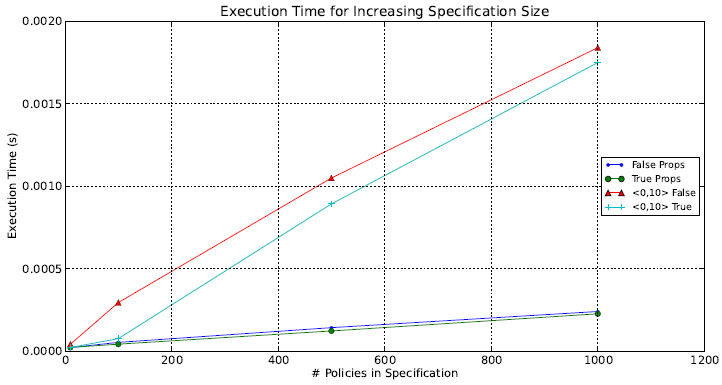 Execution Time for Increasing Specification Size
0.0020
0.0015
0.0010
0.0005
0.0000
Execution Time (s)
False Props
True Props
<0,10> False
<0,10> True
0 200 400 600 800 1000 1200
# Policies in Specification